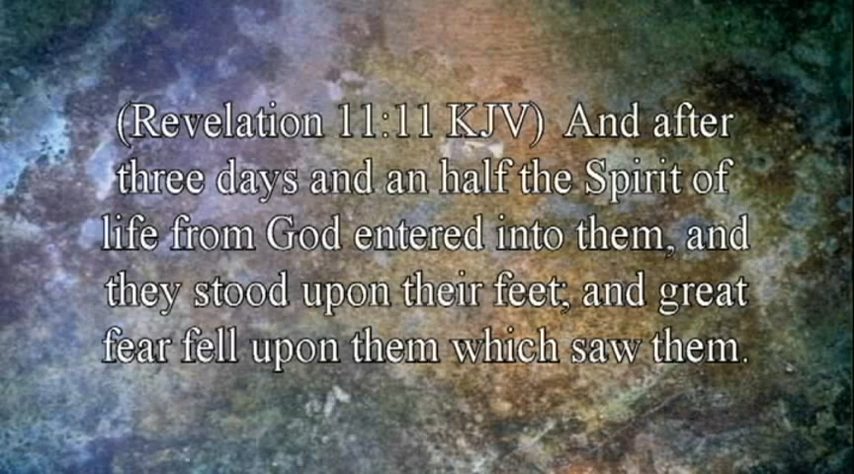 (Revelation 11:11 KJV)  And after
three days and an half the Spirit of
life from God entered into them, and
they stood upon their feet; and great
fear fell upon them which saw them.